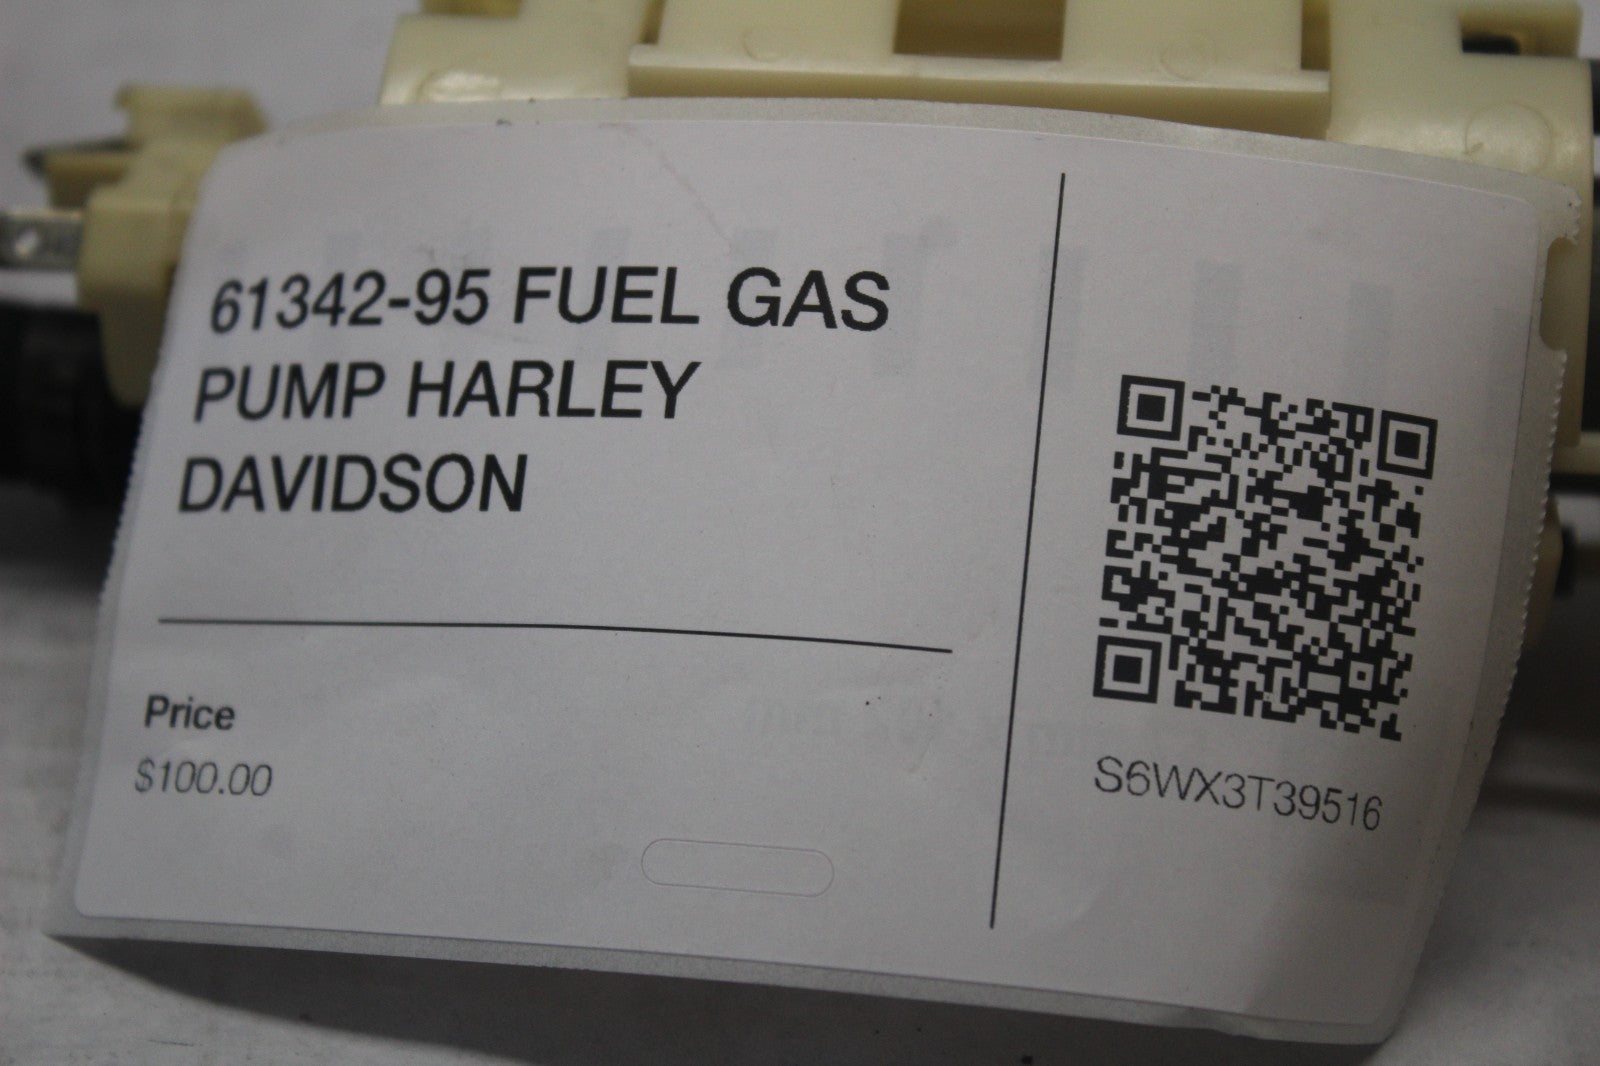 61342-95 FUEL GAS
PUMP HARLEY
DAVIDSON
Price
$100.00
S6WX3T39516